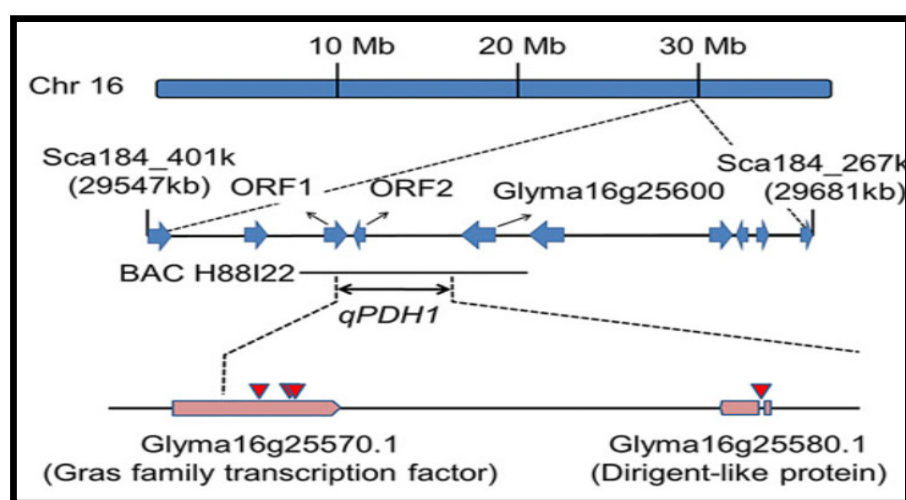 10 Mb 20 Mb 30 Mb
Chr 16
Sca184_401k
(29547kb)
ORF1
ORF2
Glyma16g25600
Sca184_267k
(29681kb)
BAC H88I22
qPDH1
Glyma16g25570.1
(Gras family transcription factor)
Glyma16g25580.1
(Dirigent-like protein)